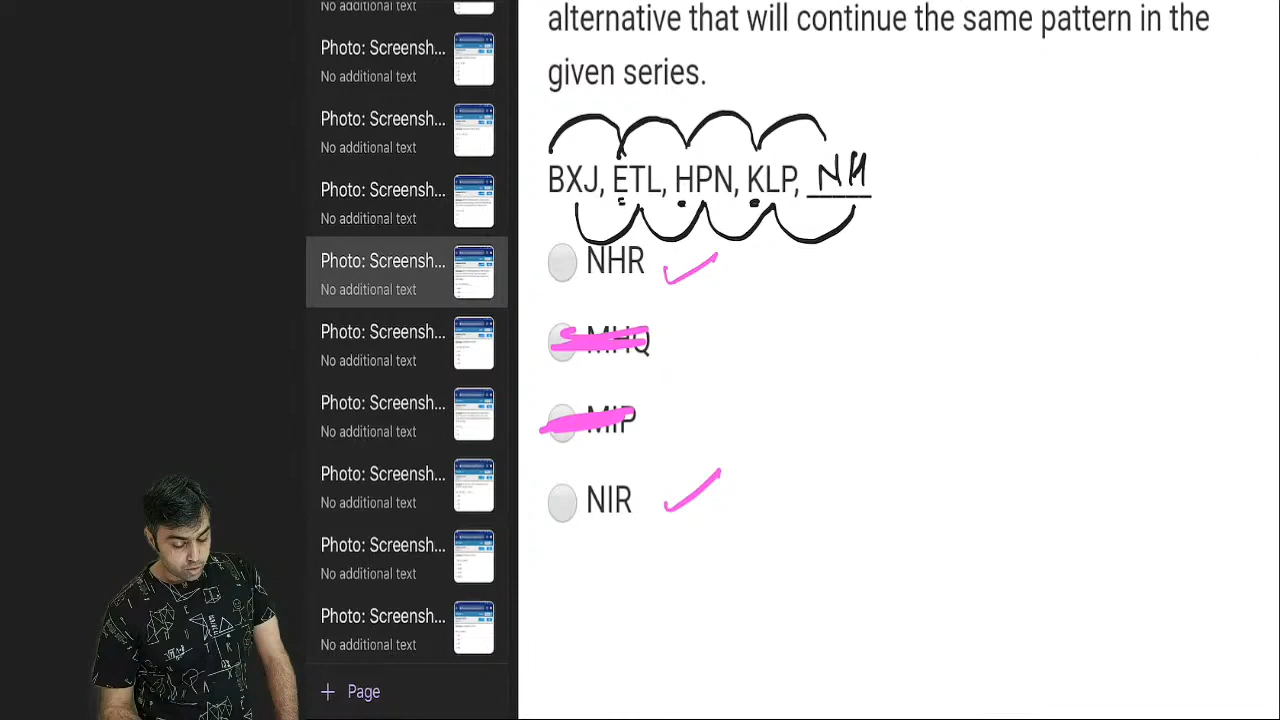 No additional text
Photo: Screensh...
No additional text
Photo: Screensh...
No additional text
Photo: Screensh...
No additional text
Photo: Screensh...
No additional text
Photo: Screensh...
No additional text
Photo: Screensh...
No additional text
Photo: Screensh...
No additional text
Photo: Screensh...
No additional text
Photo: Screensh...
No additional text
+ Page
alternative that will continue the same pattern in the
given series.
BXJ, ETL, HPN, KLP, NH
NHR
MHQ
MIP
NIR